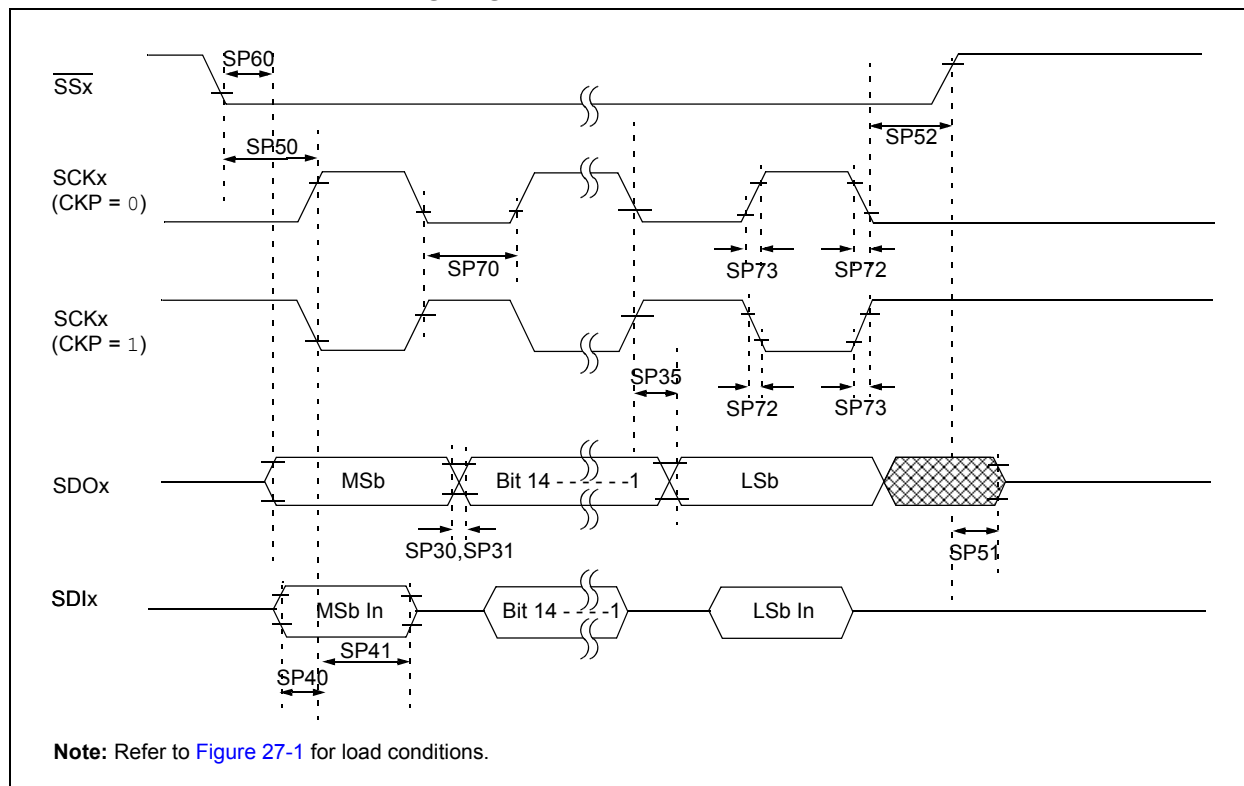 SP60
SSx
SP52
SP50
SCKx
(CKP = 0)
SP70
SP73
SP72
SCKx
(CKP = 1)
SP35
SP72
SP73
SDOx
MSb
Bit 14 - - - - - -1
LSb
SP30,SP31
SP51
SDIx
MSb In
Bit 14 - - - -1
LSb In
SP41
SP40
Note: Refer to Figure 27-1 for load conditions.